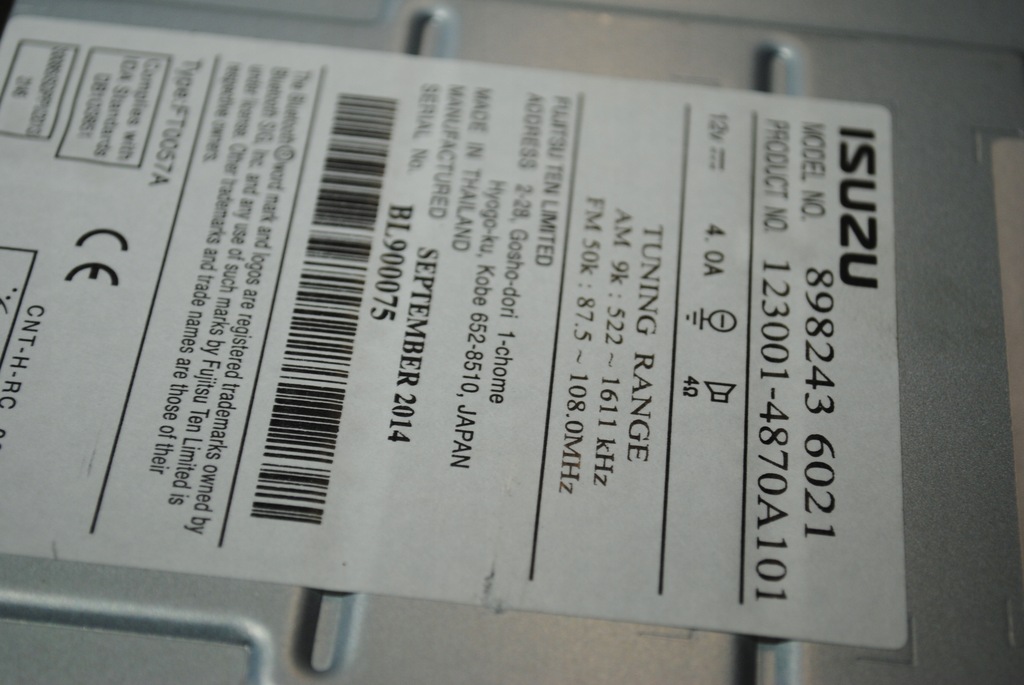 ISUZU
MODEL NO. 898243 6021
PRODUCT NO. 123001-4870A101
12V 4.0A 4Ω
TUNING RANGE
AM 9k : 522 ~ 1611 kHz
FM 50k : 87.5 ~ 108.0MHz
FUJITSU TEN LIMITED
ADDRESS 2-28, Gosho-dori 1-chome
Hyogo-ku, Kobe 652-8510, JAPAN
MADE IN THAILAND
MANUFACTURED SEPTEMBER 2014
SERIAL No. BL900075
The Bluetooth® word mark and logos are registered trademarks owned by
Bluetooth SIG, Inc. and any use of such marks by Fujitsu Ten Limited is
under license. Other trademarks and trade names are those of their
respective owners.
Type:FT0057A
Complies with
IDA Standards
CE
CNT-H-RC